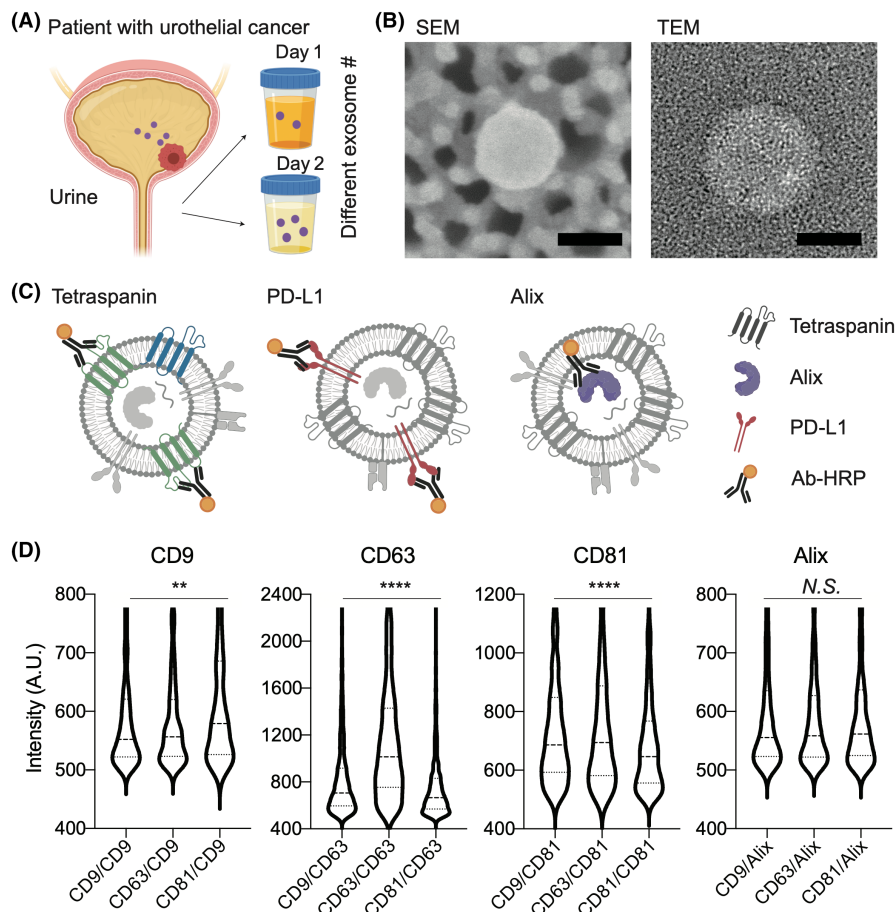 (A) Patient with urothelial cancer
Day 1
Day 2
Urine
Different exosome #
(B) SEM
TEM
(C) Tetraspanin
PD-L1
Alix
Tetraspanin
Alix
PD-L1
Ab-HRP
(D)
CD9
**
Intensity (A.U.)
800
700
600
500
400
CD9/CD9
CD63/CD9
CD81/CD9
CD63
****
2400
2000
1600
1200
800
400
CD9/CD63
CD63/CD63
CD81/CD63
CD81
****
1200
1000
800
600
400
CD9/CD81
CD63/CD81
CD81/CD81
Alix
N.S.
800
700
600
500
400
CD9/Alix
CD63/Alix
CD81/Alix